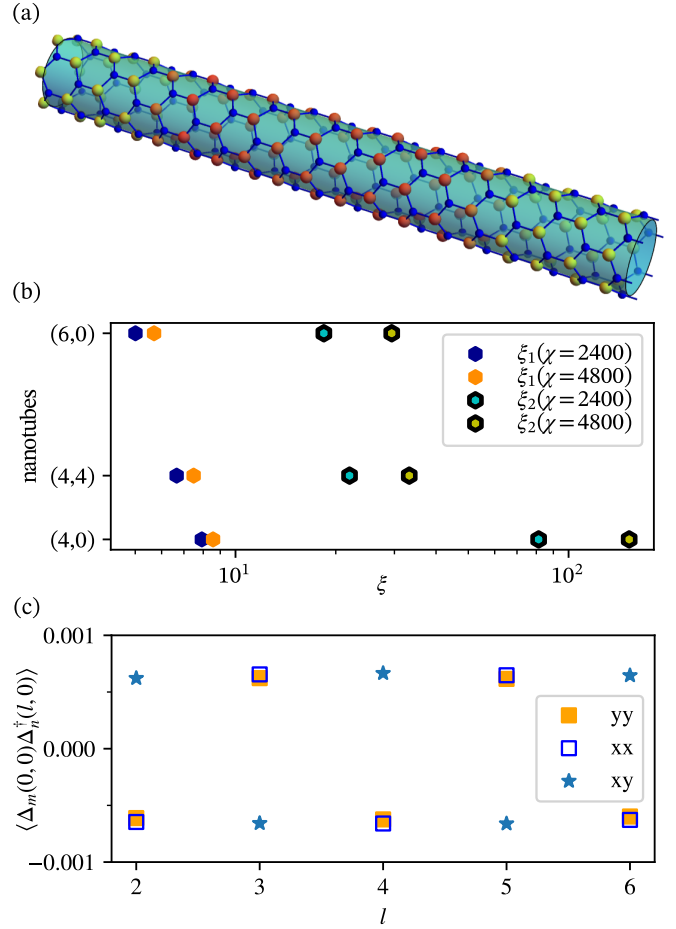 (a)
(b)
nanotubes
(6,0)
(4,4)
(4,0)
ξ₁(χ=2400)
ξ₁(χ=4800)
ξ₂(χ=2400)
ξ₂(χ=4800)
10¹
10²
ξ
(c)
⟨Δₘ(0,0)Δₙ†(l,0)⟩
0.001
0.000
−0.001
yy
xx
xy
2 3 4 5 6
l